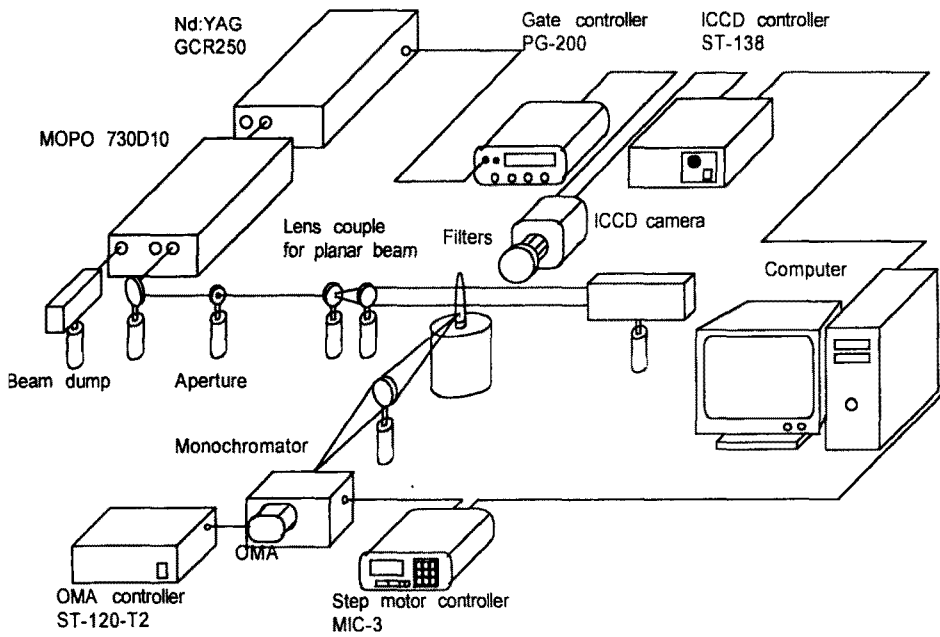 Nd:YAG
GCR250
Gate controller
PG-200
ICCD controller
ST-138
MOPO 730D10
Lens couple
for planar beam
Filters
ICCD camera
Computer
Beam dump
Aperture
Monochromator
OMA
OMA controller
ST-120-T2
Step motor controller
MIC-3